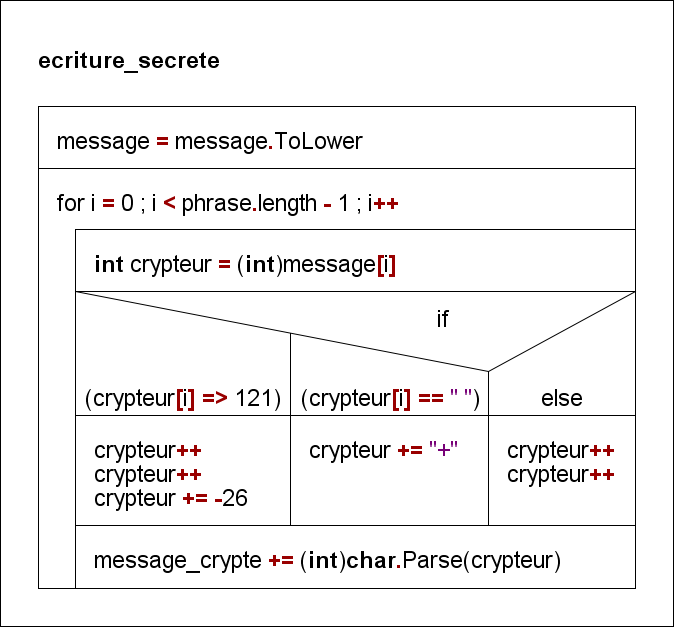 ecriture_secrete
message = message.ToLower
for i = 0 ; i < phrase.length - 1 ; i++
int crypteur = (int)message[i]
if
(crypteur[i] => 121)
(crypteur[i] == " ")
else
crypteur++
crypteur++
crypteur += -26
crypteur += "+"
crypteur++
crypteur++
message_crypte += (int)char.Parse(crypteur)